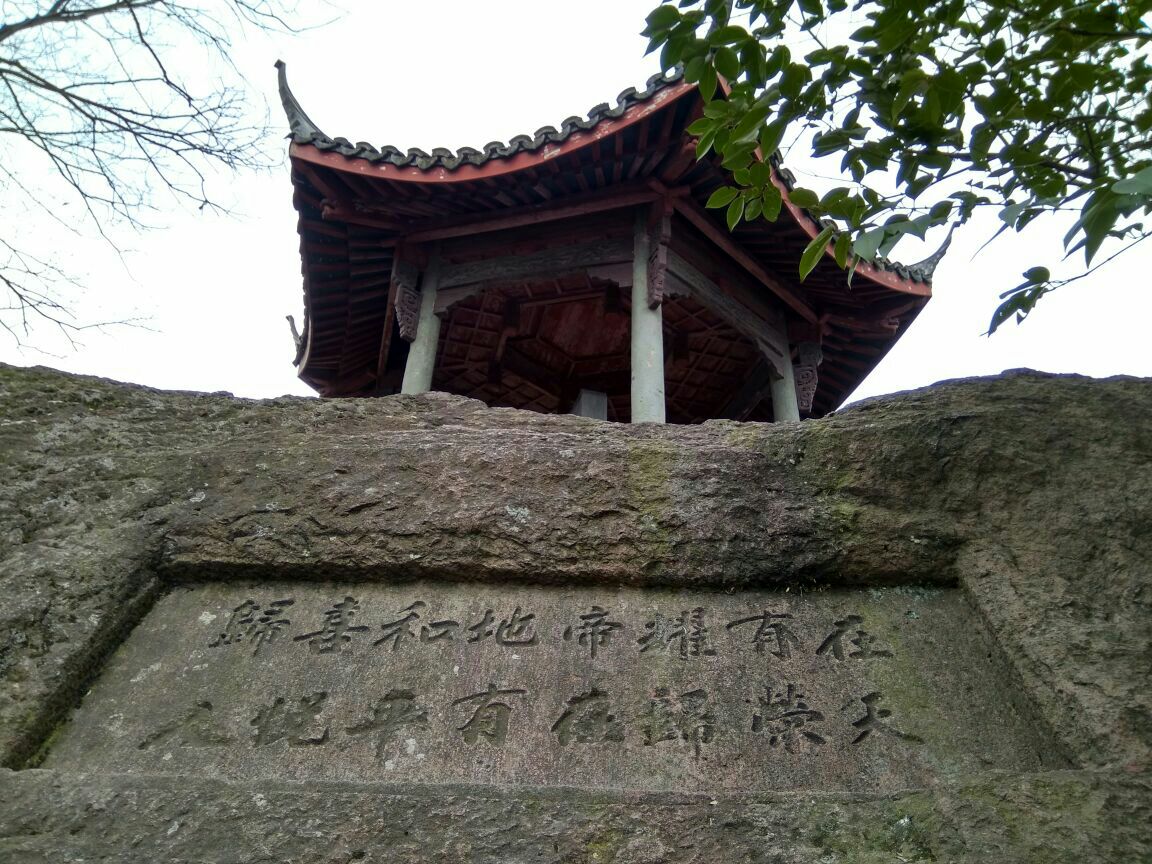 在天
有榮
耀歸
帝在
地有
和平
喜悅
歸人